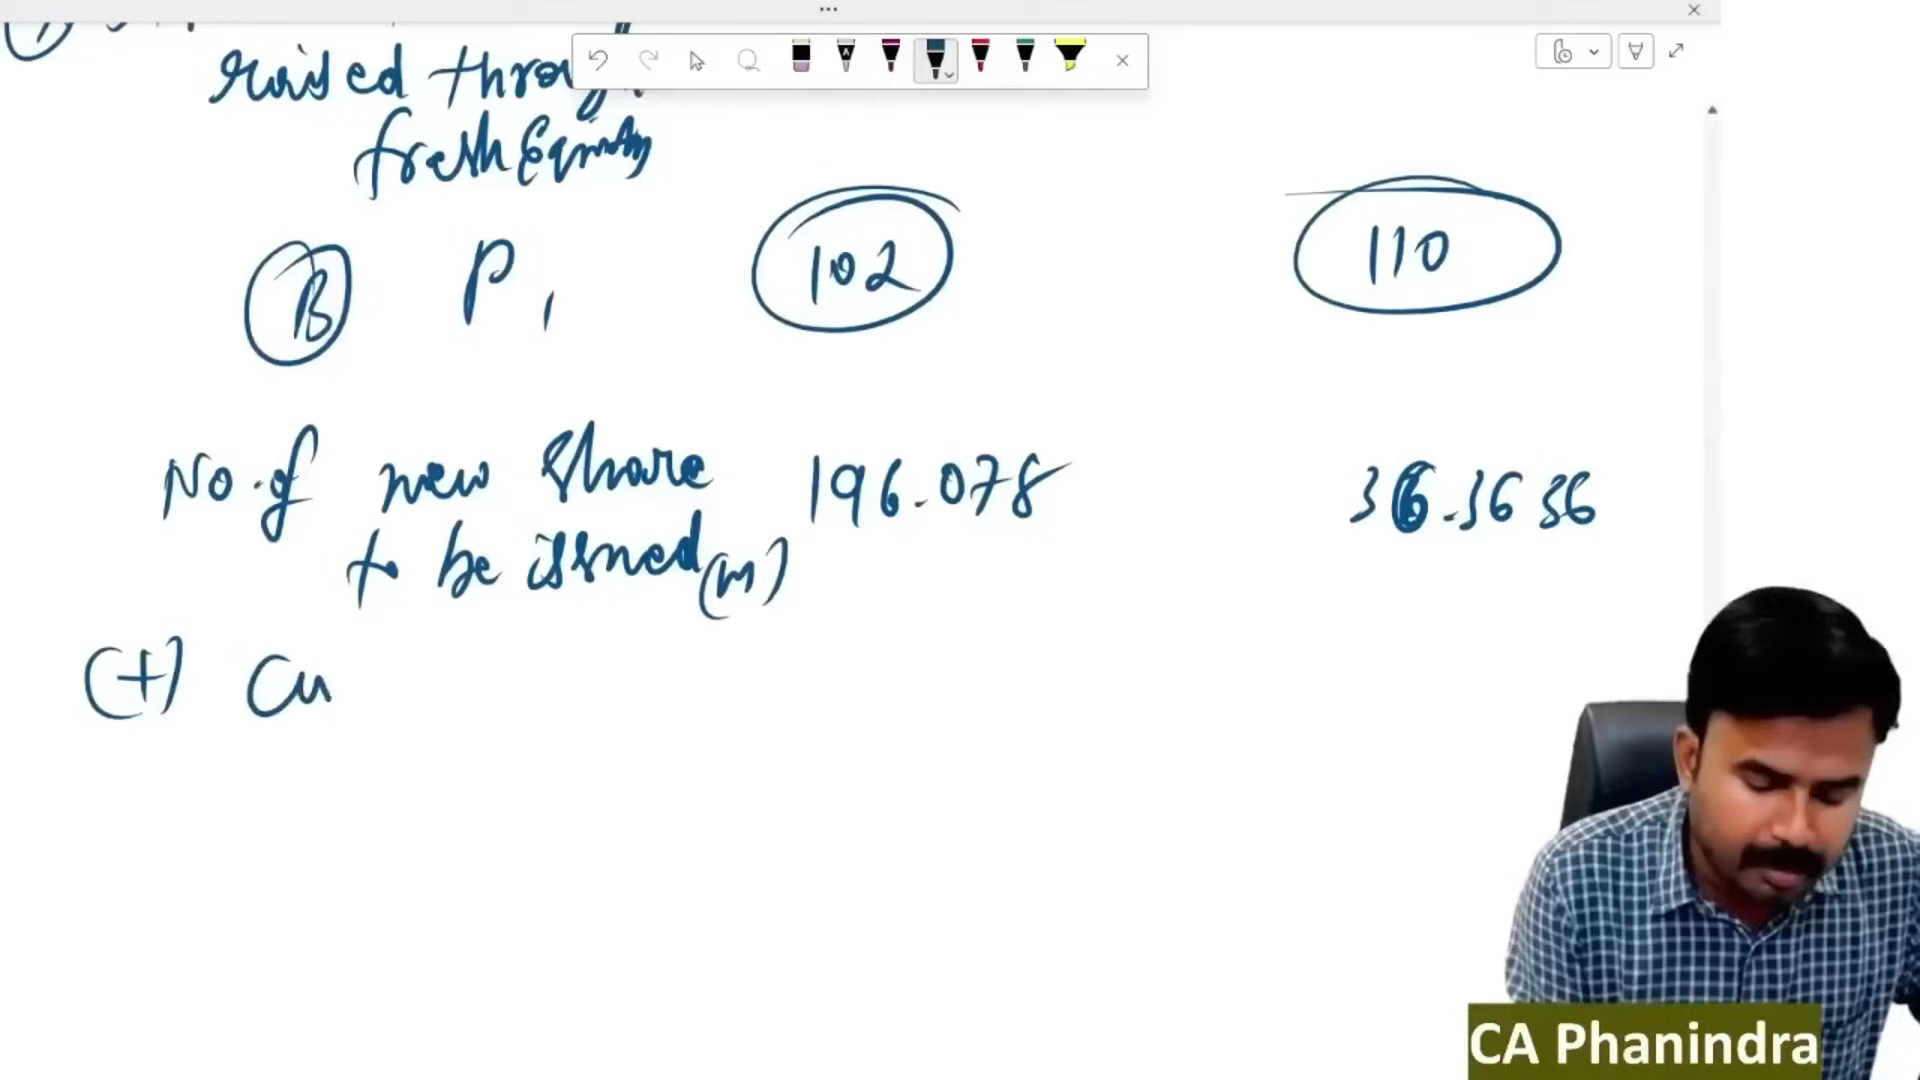 raised through
fresh Equity
B P1 102 110
No. of new share 196.078 36.3636
to be issued (m)
(+) Cu
CA Phanindra